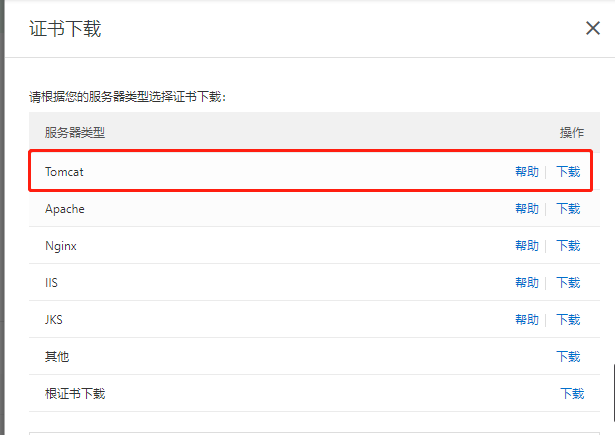 证书下载
请根据您的服务器类型选择证书下载：
服务器类型 操作
Tomcat 帮助 下载
Apache 帮助 下载
Nginx 帮助 下载
IIS 帮助 下载
JKS 帮助 下载
其他 下载
根证书下载 下载